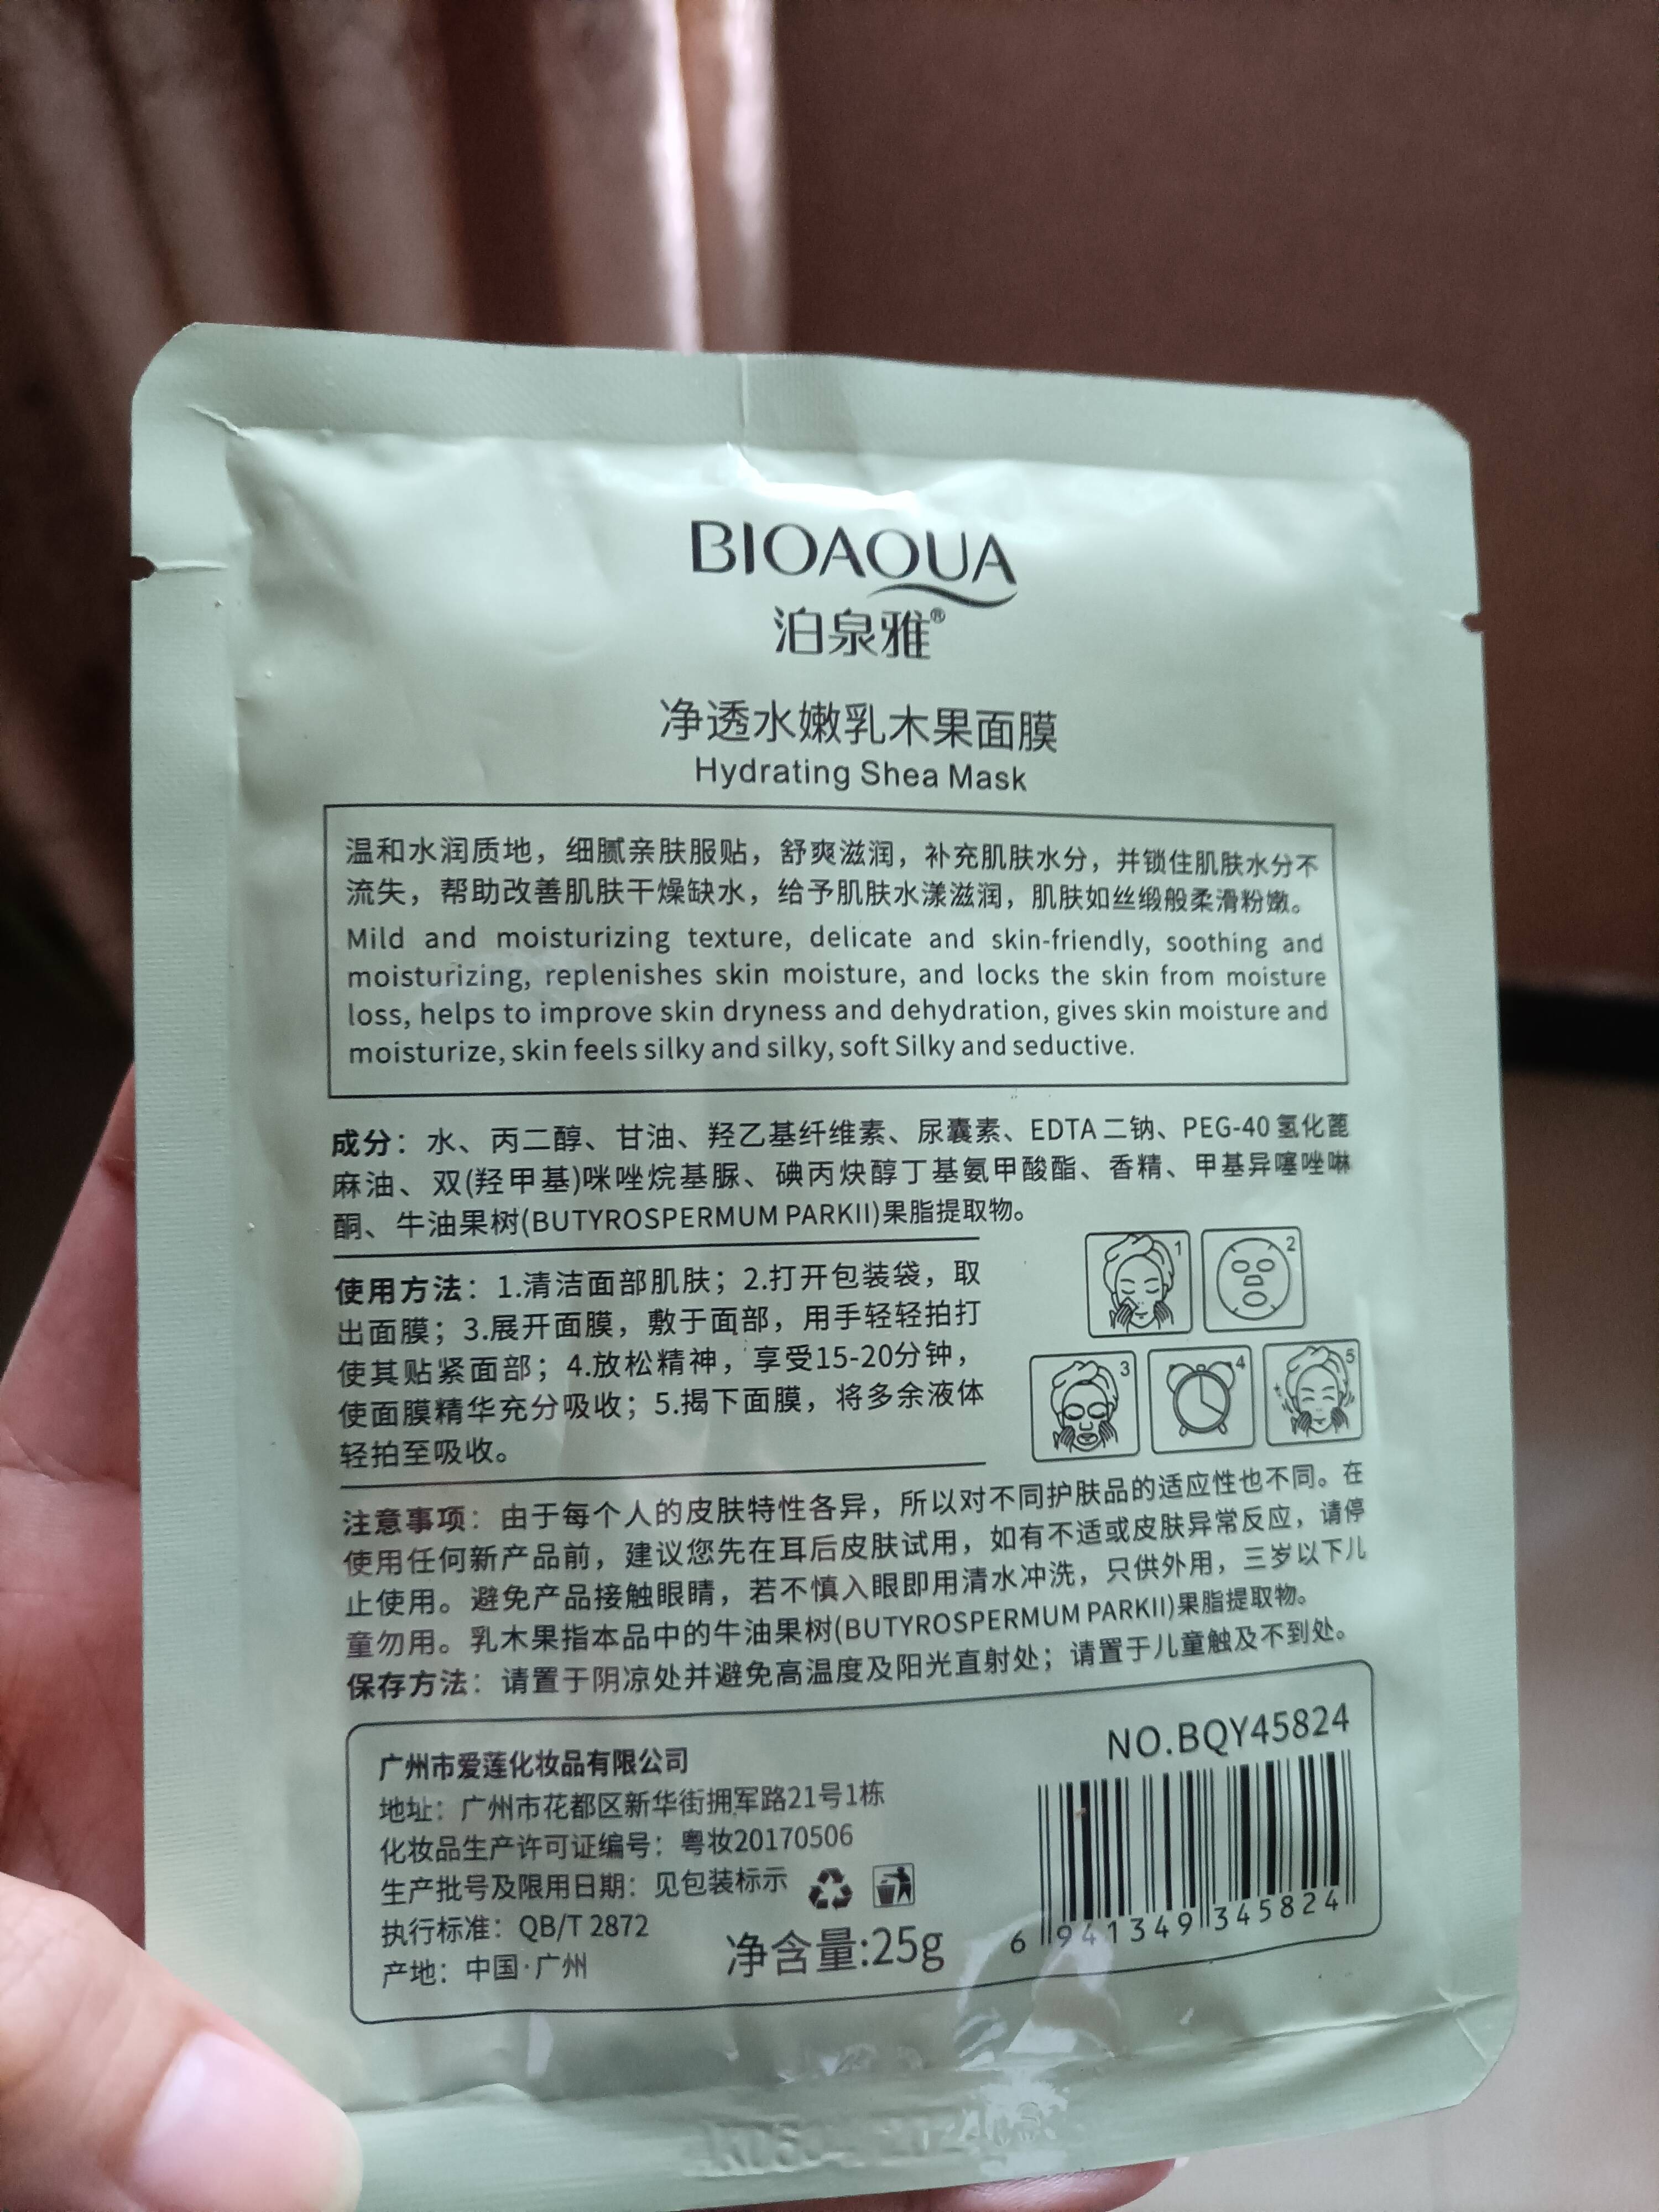 BIOAQUA
泊泉雅®
净透水嫩乳木果面膜
Hydrating Shea Mask
温和水润质地，细腻亲肤服贴，舒爽滋润，补充肌肤水分，并锁住肌肤水分不
流失，帮助改善肌肤干燥缺水，给予肌肤水漾滋润，肌肤如丝缎般柔滑粉嫩。
Mild and moisturizing texture, delicate and skin-friendly, soothing and
moisturizing, replenishes skin moisture, and locks the skin from moisture
loss, helps to improve skin dryness and dehydration, gives skin moisture and
moisturize, skin feels silky and silky, soft Silky and seductive.
成分：水、丙二醇、甘油、羟乙基纤维素、尿囊素、EDTA 二钠、PEG-40 氢化蓖
麻油、双(羟甲基)咪唑烷基脲、碘丙炔醇丁基氨甲酸酯、香精、甲基异噻唑啉
酮、牛油果树(BUTYROSPERMUM PARKII)果脂提取物。
使用方法：1.清洁面部肌肤；2.打开包装袋，取
出面膜；3.展开面膜，敷于面部，用手轻轻拍打
使其贴紧面部；4.放松精神，享受15-20分钟，
使面膜精华充分吸收；5.揭下面膜，将多余液体
轻拍至吸收。
1
2
3
4
5
注意事项：由于每个人的皮肤特性各异，所以对不同护肤品的适应性也不同。在
使用任何新产品前，建议您先在耳后皮肤试用，如有不适或皮肤异常反应，请停
止使用。避免产品接触眼睛，若不慎入眼即用清水冲洗，只供外用，三岁以下儿
童勿用。乳木果指本品中的牛油果树(BUTYROSPERMUM PARKII)果脂提取物。
保存方法：请置于阴凉处并避免高温度及阳光直射处；请置于儿童触及不到处。
广州市爱莲化妆品有限公司
地址：广州市花都区新华街拥军路21号1栋
化妆品生产许可证编号：粤妆20170506
生产批号及限用日期：见包装标示
执行标准：QB/T 2872
产地：中国·广州
净含量:25g
NO.BQY45824
6 941349 345824